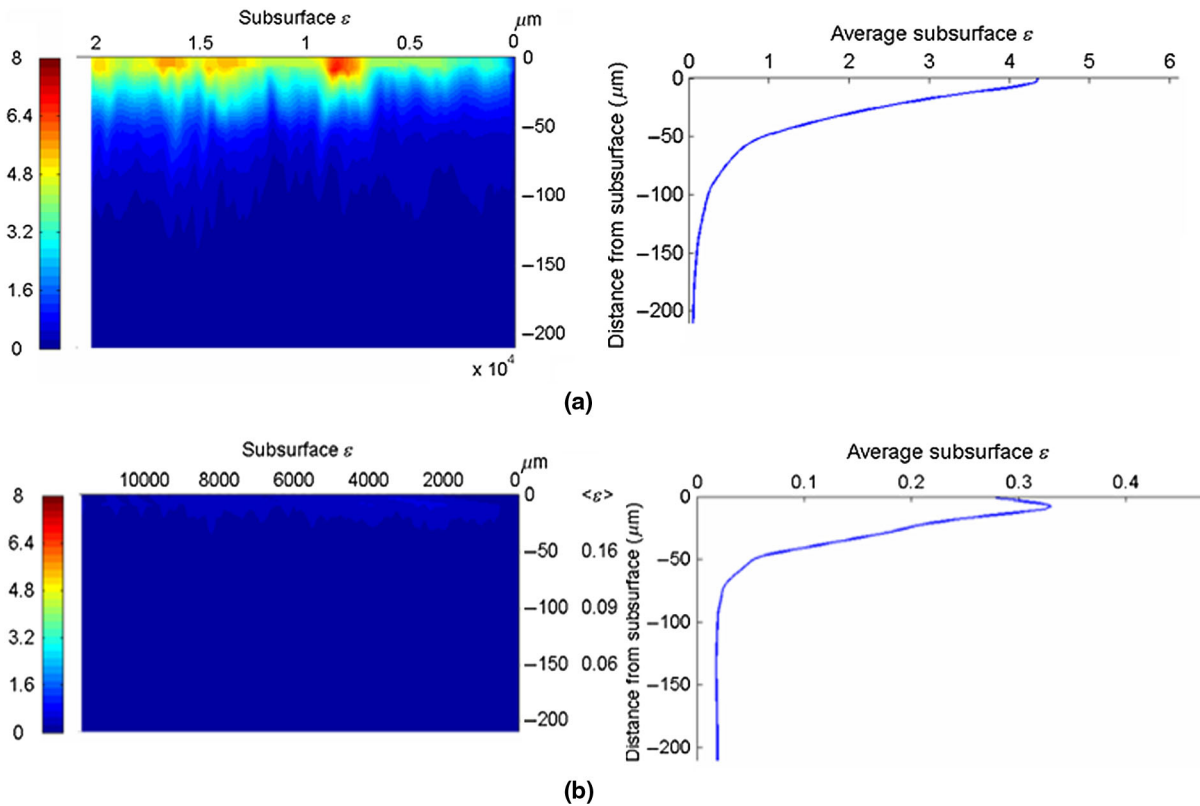 Subsurface ε
μm
2 1.5 1 0.5 0
8
6.4
4.8
3.2
1.6
0
0
−50
−100
−150
−200
x 10⁴
Average subsurface ε
0 1 2 3 4 5 6
Distance from subsurface (μm)
0
−50
−100
−150
−200
(a)
Subsurface ε
μm
10000 8000 6000 4000 2000 0
8
6.4
4.8
3.2
1.6
0
0 <ε>
−50 0.16
−100 0.09
−150 0.06
−200
Average subsurface ε
0 0.1 0.2 0.3 0.4
Distance from subsurface (μm)
0
−50
−100
−150
−200
(b)